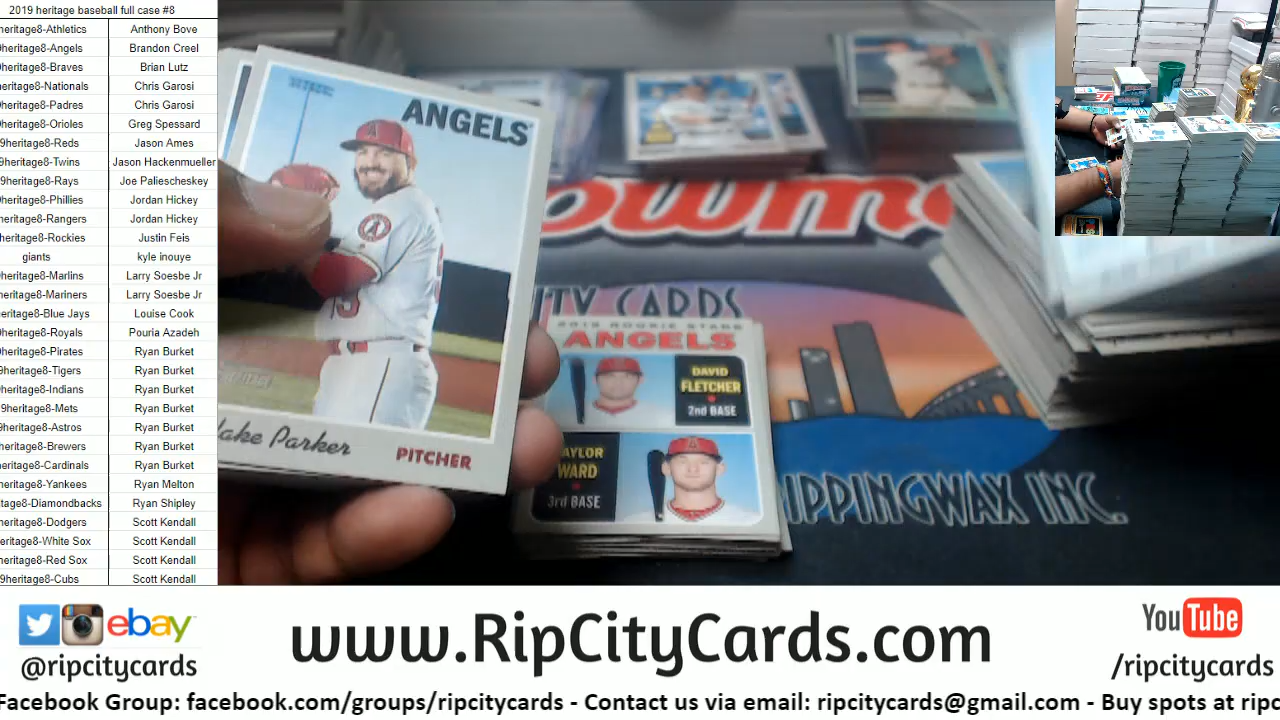 2019 heritage baseball full case #8
heritage8-Athletics Anthony Bove
9heritage8-Angels Brandon Creel
9heritage8-Braves Brian Lutz
heritage8-Nationals Chris Garosi
heritage8-Padres Chris Garosi
heritage8-Orioles Greg Spessard
9heritage8-Reds Jason Ames
9heritage8-Twins Jason Hackenmueller
9heritage8-Rays Joe Paliescheskey
heritage8-Phillies Jordan Hickey
heritage8-Rangers Jordan Hickey
heritage8-Rockies Justin Feis
giants kyle inouye
heritage8-Marlins Larry Soesbe Jr
heritage8-Mariners Larry Soesbe Jr
heritage8-Blue Jays Louise Cook
heritage8-Royals Pouria Azadeh
heritage8-Pirates Ryan Burket
9heritage8-Tigers Ryan Burket
heritage8-Indians Ryan Burket
9heritage8-Mets Ryan Burket
9heritage8-Astros Ryan Burket
heritage8-Brewers Ryan Burket
heritage8-Cardinals Ryan Burket
heritage8-Yankees Ryan Melton
tage8-Diamondbacks Ryan Shipley
heritage8-Dodgers Scott Kendall
eritage8-White Sox Scott Kendall
eritage8-Red Sox Scott Kendall
9heritage8-Cubs Scott Kendall
ANGELS
Jake Parker PITCHER
owm
ITY CARDS
2019 ROOKIE STARS
ANGELS
DAVID
FLETCHER
2nd BASE
AYLOR
WARD
3rd BASE
RIPPINGWAX INC.
ebay
@ripcitycards
www.RipCityCards.com
YouTube
/ripcitycards
Facebook Group: facebook.com/groups/ripcitycards - Contact us via email: ripcitycards@gmail.com - Buy spots at ripc